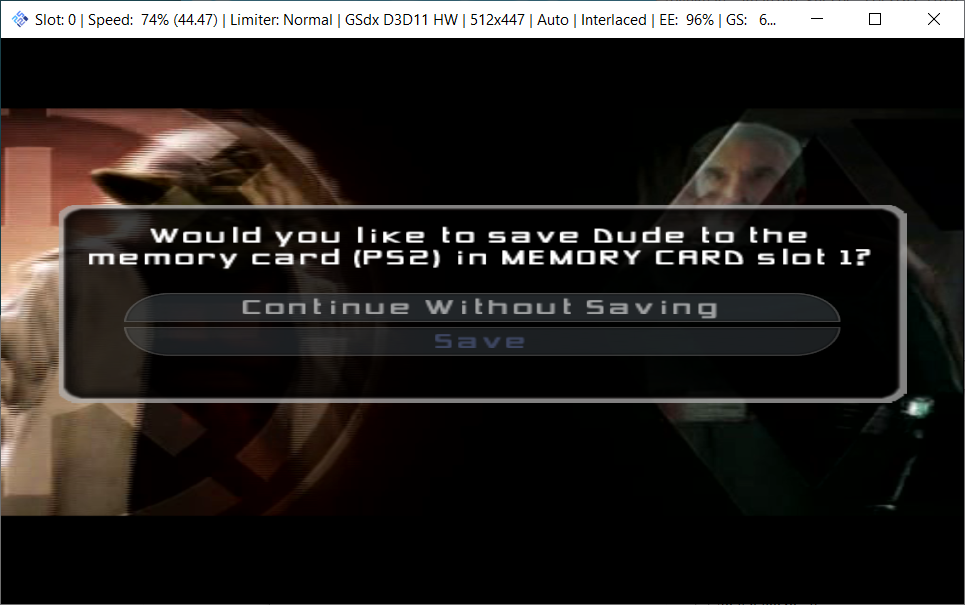 Slot: 0 | Speed: 74% (44.47) | Limiter: Normal | GSdx D3D11 HW | 512x447 | Auto | Interlaced | EE: 96% | GS: 6...
Would you like to save Dude to the
memory card (PS2) in MEMORY CARD slot 1?
Continue Without Saving
Save